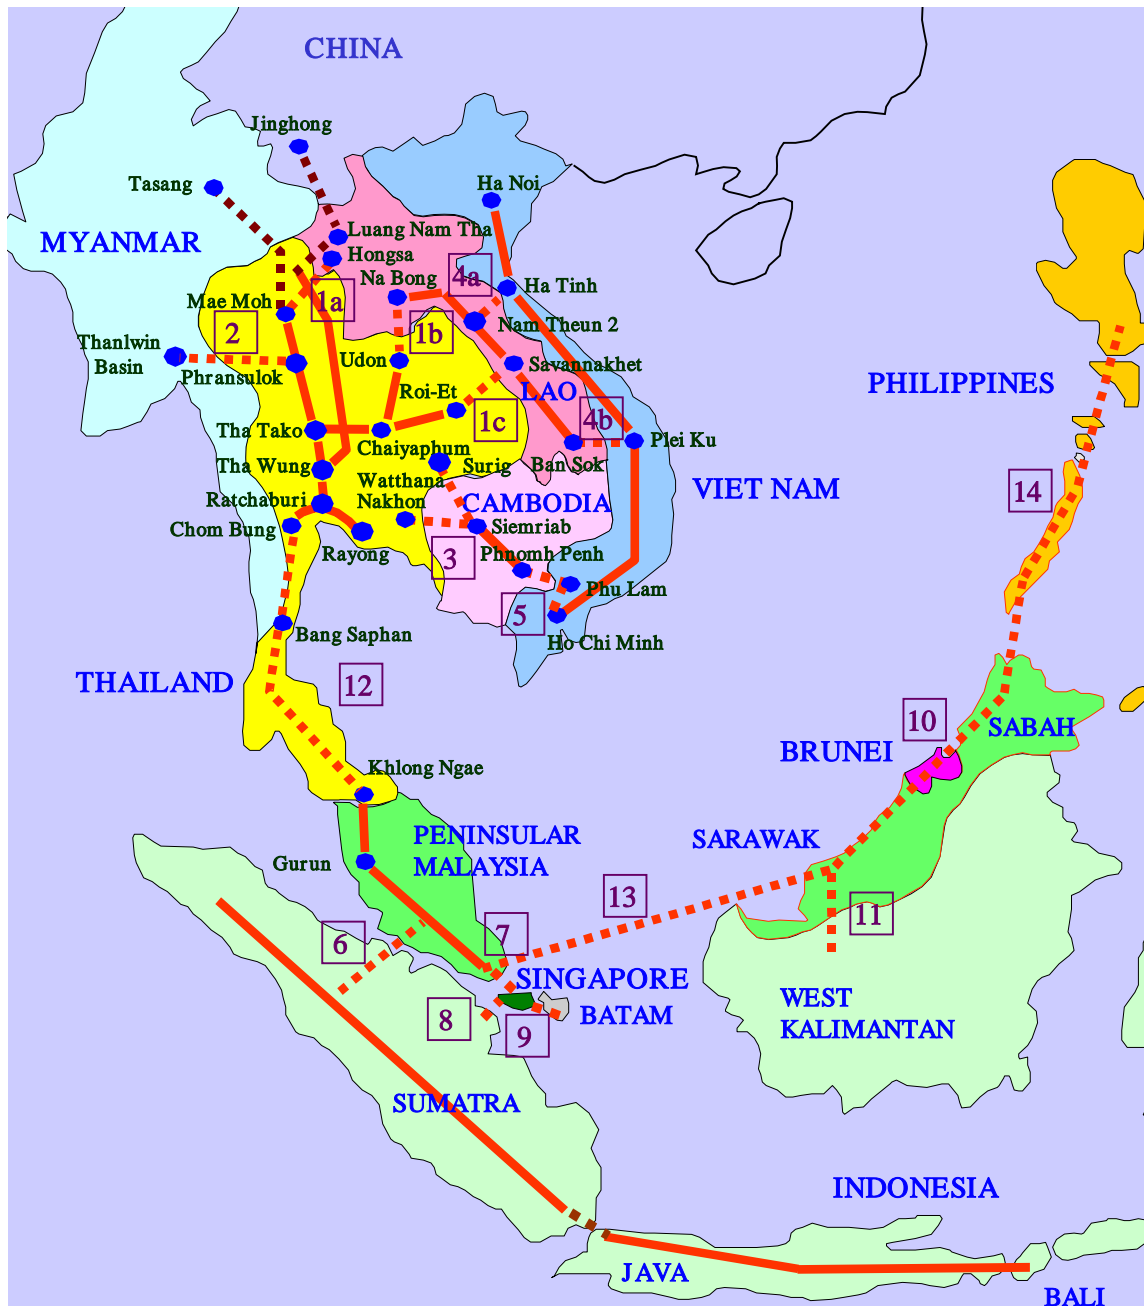 CHINA
Jinghong
Tasang
Ha Noi
MYANMAR
Luang Nam Tha
Hongsa
Na Bong
4a
Ha Tinh
Mae Moh
1a
Nam Theun 2
2
1b
Thanlwin
Basin
Phransulok
Udon
Savannakhet
PHILIPPINES
Roi-Et
LAO
1c
4b
Tha Tako
Chaiyaphum
Plei Ku
Tha Wung
Surig
Ban Sok
Watthana
Nakhon
VIET NAM
14
Ratchaburi
CAMBODIA
Chom Bung
Siemriab
Rayong
3
Phnomh Penh
Phu Lam
5
Bang Saphan
Ho Chi Minh
THAILAND
12
10
SABAH
BRUNEI
Khlong Ngae
PENINSULAR
MALAYSIA
SARAWAK
Gurun
13
11
6
7
SINGAPORE
BATAM
WEST
KALIMANTAN
8
9
SUMATRA
INDONESIA
JAVA
BALI